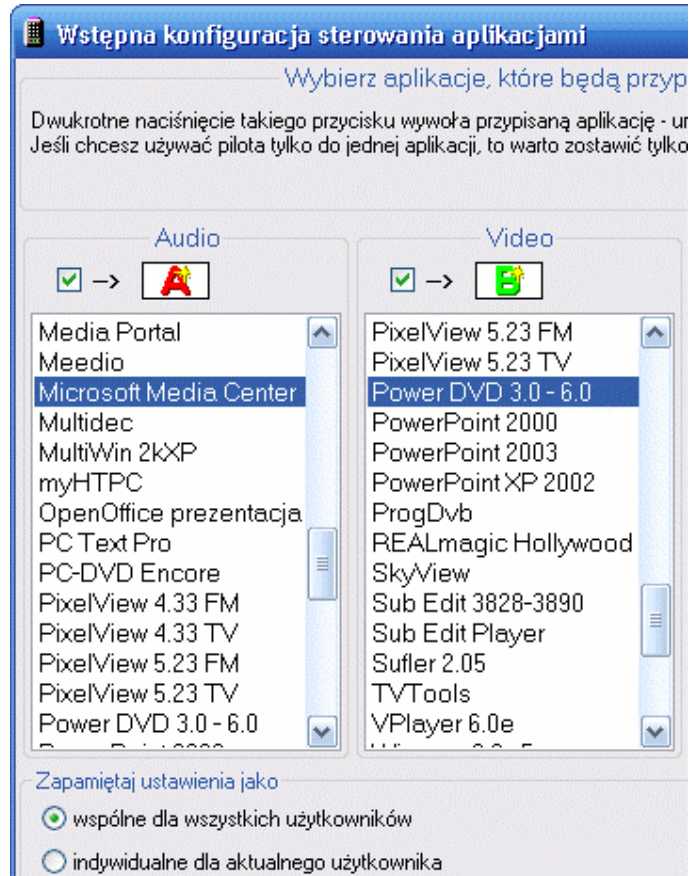 Wstępna konfiguracja sterowania aplikacjami
Wybierz aplikacje, które będą przyp
Dwukrotne naciśnięcie takiego przycisku wywoła przypisaną aplikację - ur
Jeśli chcesz używać pilota tylko do jednej aplikacji, to warto zostawić tylko
Audio
-> A
Media Portal
Meedio
Microsoft Media Center
Multidec
MultiWin 2kXP
myHTPC
OpenOffice prezentacja
PC Text Pro
PC-DVD Encore
PixelView 4.33 FM
PixelView 4.33 TV
PixelView 5.23 FM
PixelView 5.23 TV
Power DVD 3.0 - 6.0
Video
-> B
PixelView 5.23 FM
PixelView 5.23 TV
Power DVD 3.0 - 6.0
PowerPoint 2000
PowerPoint 2003
PowerPoint XP 2002
ProgDvb
REALmagic Hollywood
SkyView
Sub Edit 3828-3890
Sub Edit Player
Sufler 2.05
TVTools
VPlayer 6.0e
Zapamiętaj ustawienia jako
wspólne dla wszystkich użytkowników
indywidualne dla aktualnego użytkownika